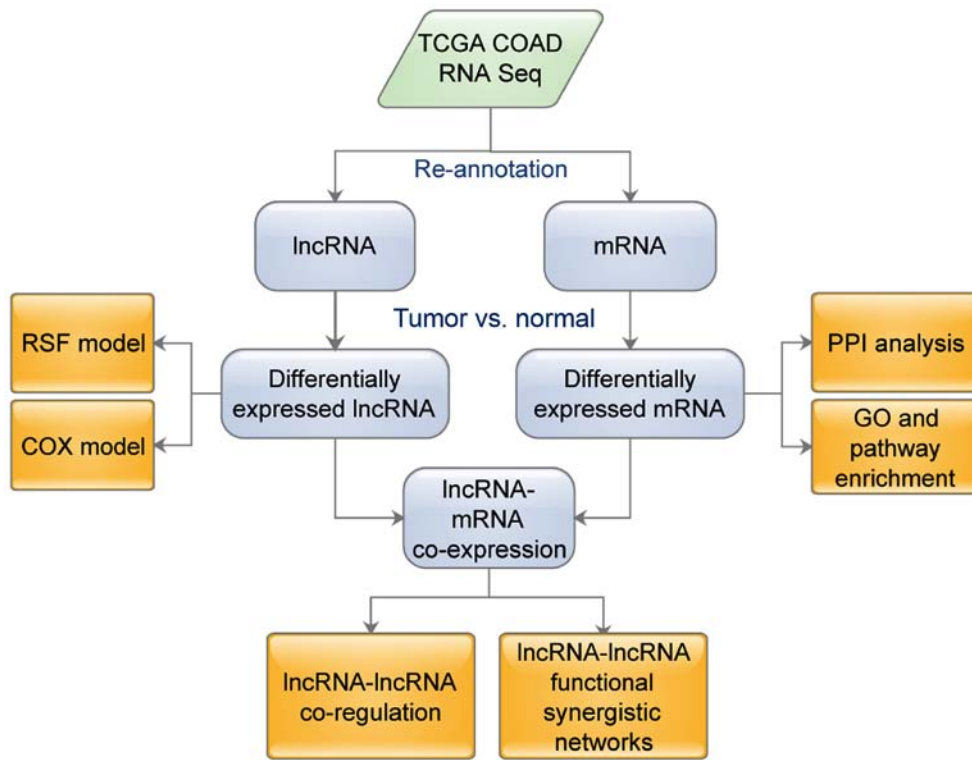 TCGA COAD
RNA Seq
Re-annotation
lncRNA
mRNA
Tumor vs. normal
RSF model
COX model
Differentially
expressed lncRNA
Differentially
expressed mRNA
PPI analysis
GO and
pathway
enrichment
lncRNA-
mRNA
co-expression
lncRNA-lncRNA
co-regulation
lncRNA-lncRNA
functional
synergistic
networks